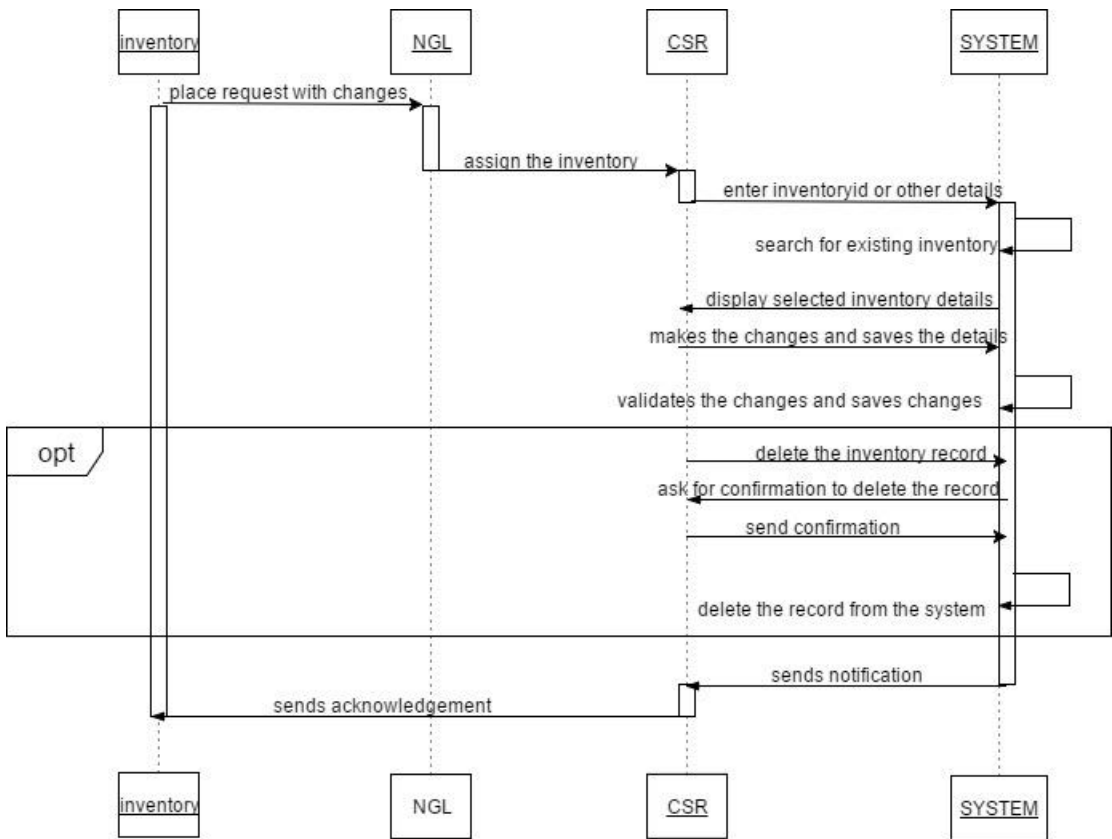 inventory
NGL
CSR
SYSTEM
place request with changes
assign the inventory
enter inventoryid or other details
search for existing inventory
display selected inventory details
makes the changes and saves the details
validates the changes and saves changes
opt
delete the inventory record
ask for confirmation to delete the record
send confirmation
delete the record from the system
sends notification
sends acknowledgement
inventory
NGL
CSR
SYSTEM